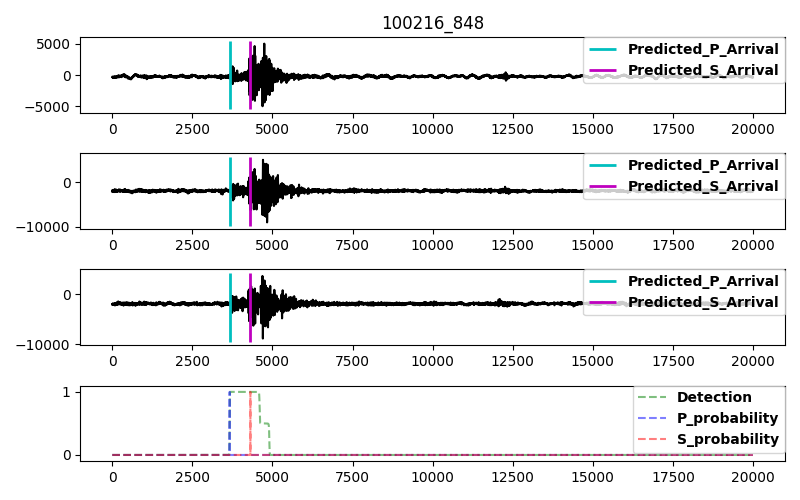 100216_848
5000
0
−5000
Predicted_P_Arrival
Predicted_S_Arrival
0 2500 5000 7500 10000 12500 15000 17500 20000
0
−10000
Predicted_P_Arrival
Predicted_S_Arrival
0 2500 5000 7500 10000 12500 15000 17500 20000
0
−10000
Predicted_P_Arrival
Predicted_S_Arrival
0 2500 5000 7500 10000 12500 15000 17500 20000
1
0
Detection
P_probability
S_probability
0 2500 5000 7500 10000 12500 15000 17500 20000